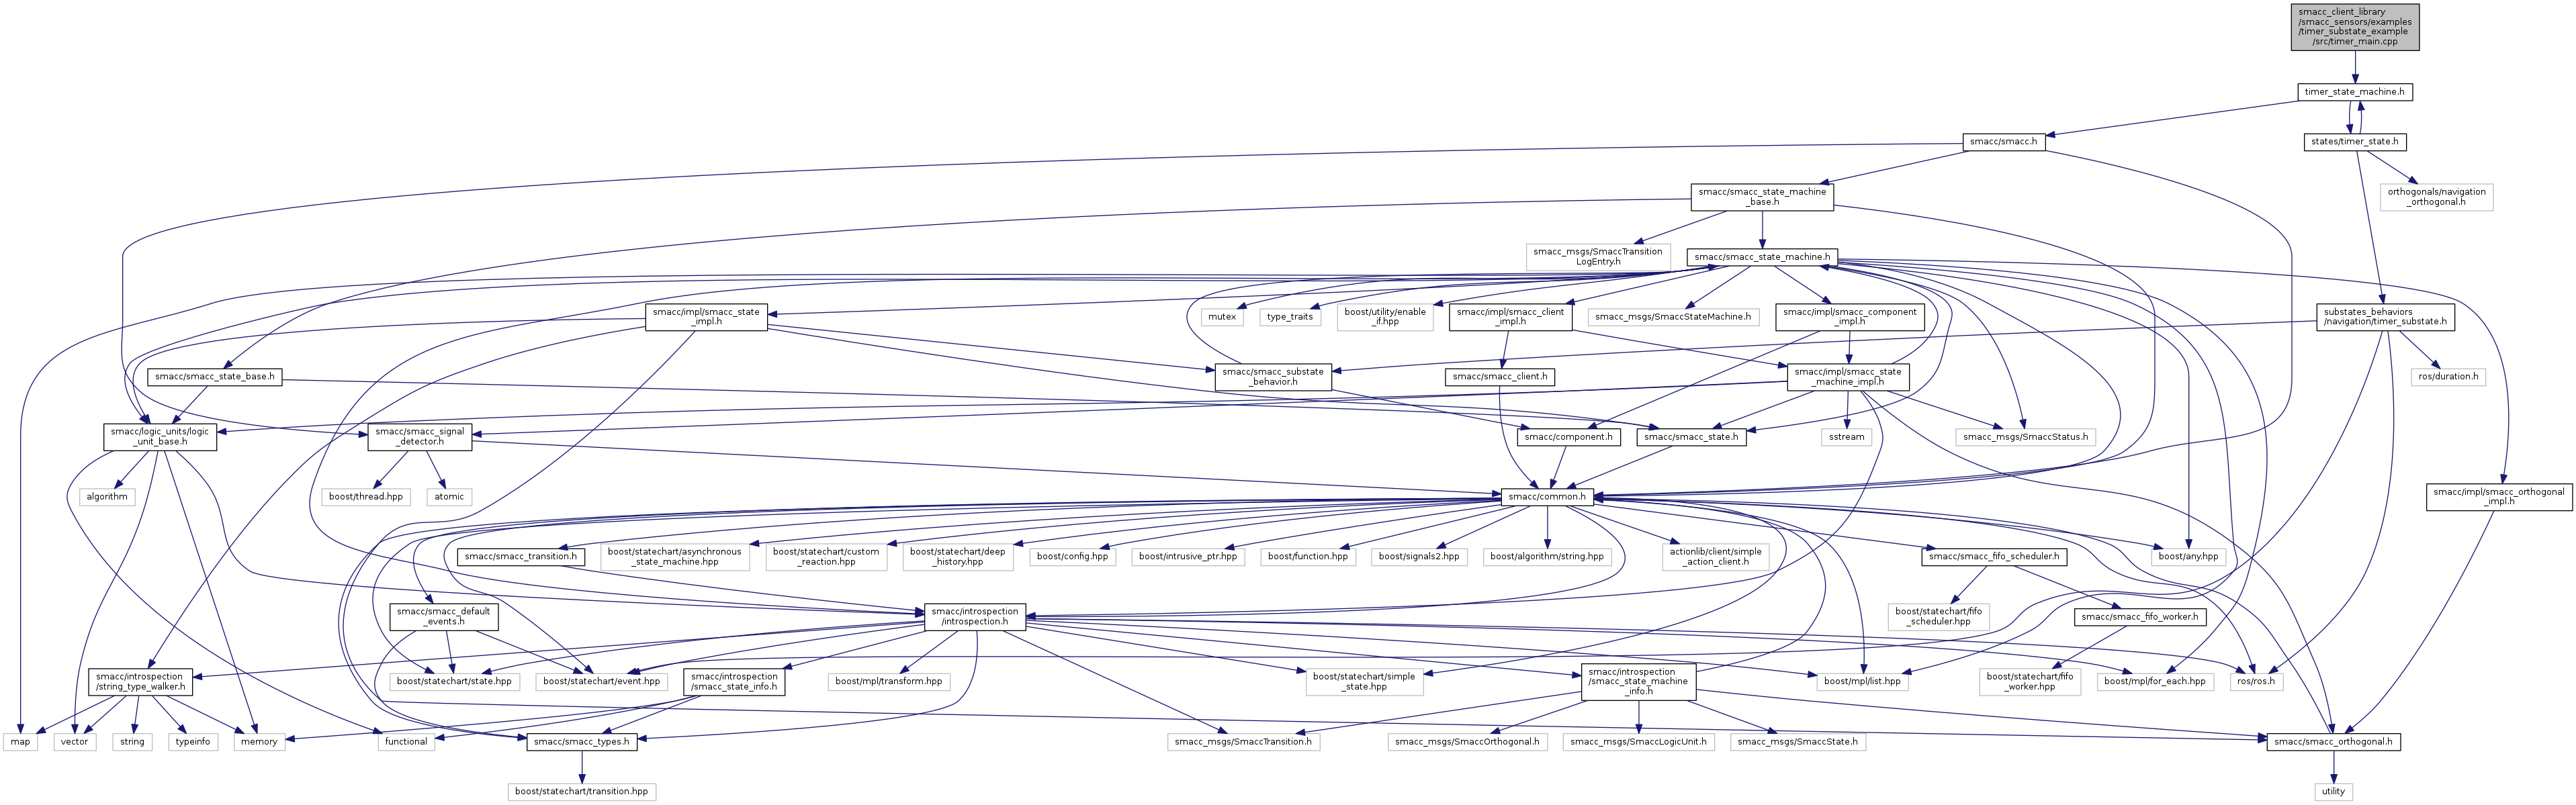 smacc_client_library
/smacc_sensors/examples
/timer_substate_example
/src/timer_main.cpp
timer_state_machine.h
smacc/smacc.h
states/timer_state.h
smacc/smacc_state_machine
_base.h
orthogonals/navigation
_orthogonal.h
smacc_msgs/SmaccTransition
LogEntry.h
smacc/smacc_state_machine.h
smacc/impl/smacc_state
_impl.h
mutex
type_traits
boost/utility/enable
_if.hpp
smacc/impl/smacc_client
_impl.h
smacc_msgs/SmaccStateMachine.h
smacc/impl/smacc_component
_impl.h
substates_behaviors
/navigation/timer_substate.h
smacc/smacc_state_base.h
smacc/smacc_substate
_behavior.h
smacc/smacc_client.h
smacc/impl/smacc_state
_machine_impl.h
ros/duration.h
smacc/logic_units/logic
_unit_base.h
smacc/smacc_signal
_detector.h
smacc/component.h
smacc/smacc_state.h
sstream
smacc_msgs/SmaccStatus.h
algorithm
boost/thread.hpp
atomic
smacc/common.h
smacc/impl/smacc_orthogonal
_impl.h
smacc/smacc_transition.h
boost/statechart/asynchronous
_state_machine.hpp
boost/statechart/custom
_reaction.hpp
boost/statechart/deep
_history.hpp
boost/config.hpp
boost/intrusive_ptr.hpp
boost/function.hpp
boost/signals2.hpp
boost/algorithm/string.hpp
actionlib/client/simple
_action_client.h
smacc/smacc_fifo_scheduler.h
boost/any.hpp
smacc/smacc_default
_events.h
smacc/introspection
/introspection.h
boost/statechart/fifo
_scheduler.hpp
smacc/smacc_fifo_worker.h
smacc/introspection
/string_type_walker.h
boost/statechart/state.hpp
boost/statechart/event.hpp
smacc/introspection
/smacc_state_info.h
boost/mpl/transform.hpp
boost/statechart/simple
_state.hpp
smacc/introspection
/smacc_state_machine
_info.h
boost/mpl/list.hpp
boost/statechart/fifo
_worker.hpp
boost/mpl/for_each.hpp
ros/ros.h
map
vector
string
typeinfo
memory
functional
smacc/smacc_types.h
smacc_msgs/SmaccTransition.h
smacc_msgs/SmaccOrthogonal.h
smacc_msgs/SmaccLogicUnit.h
smacc_msgs/SmaccState.h
smacc/smacc_orthogonal.h
boost/statechart/transition.hpp
utility